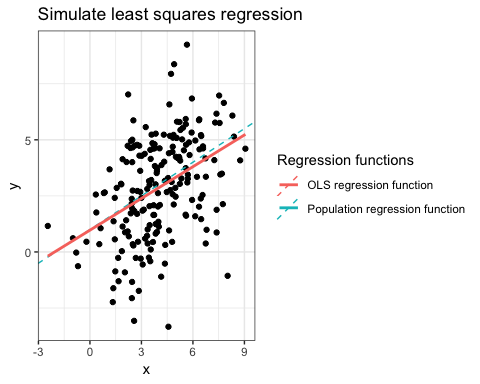 Simulate least squares regression
y
5
0
-3
0
3
6
9
x
Regression functions
OLS regression function
Population regression function